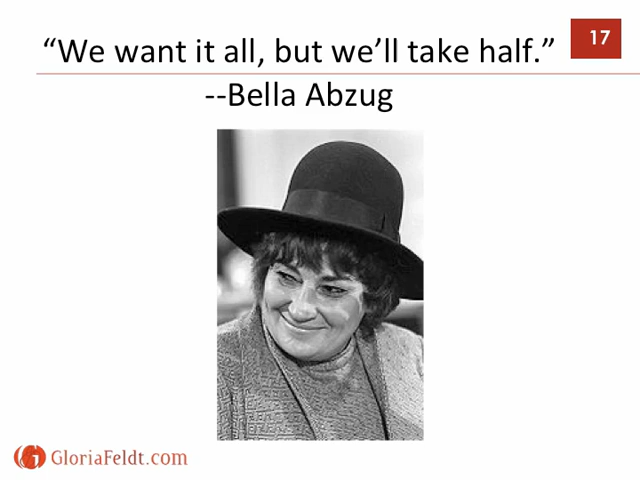 “We want it all, but we’ll take half.”
17
--Bella Abzug
GloriaFeldt.com